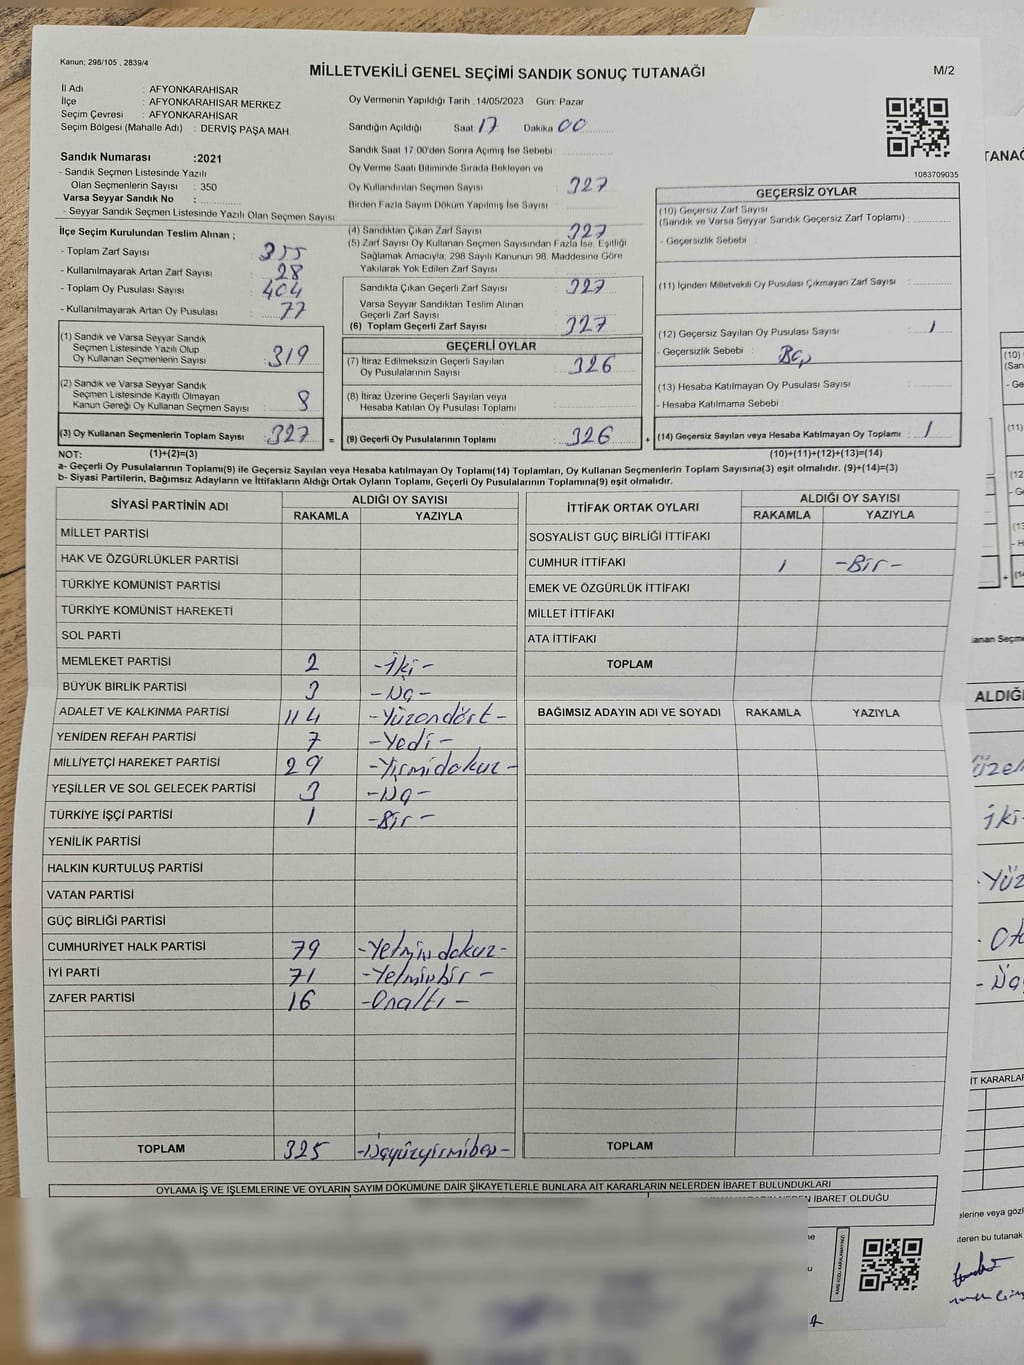 Kanun; 298/105 , 2839/4
MİLLETVEKİLİ GENEL SEÇİMİ SANDIK SONUÇ TUTANAĞI
M/2
İl Adı : AFYONKARAHİSAR
İlçe : AFYONKARAHİSAR MERKEZ
Seçim Çevresi : AFYONKARAHİSAR
Seçim Bölgesi (Mahalle Adı) : DERVİŞ PAŞA MAH.
Sandık Numarası :2021
- Sandık Seçmen Listesinde Yazılı
Olan Seçmenlerin Sayısı : 350
Varsa Seyyar Sandık No :
- Seyyar Sandık Seçmen Listesinde Yazılı Olan Seçmen Sayısı:
İlçe Seçim Kurulundan Teslim Alınan ;
- Toplam Zarf Sayısı 355
- Kullanılmayarak Artan Zarf Sayısı 28
- Toplam Oy Pusulası Sayısı 404
- Kullanılmayarak Artan Oy Pusulası 77
(1) Sandık ve Varsa Seyyar Sandık
Seçmen Listesinde Yazılı Olup
Oy Kullanan Seçmenlerin Sayısı 319
(2) Sandık ve Varsa Seyyar Sandık
Seçmen Listesinde Kayıtlı Olmayan
Kanun Gereği Oy Kullanan Seçmen Sayısı 8
(3) Oy Kullanan Seçmenlerin Toplam Sayısı 327 =
Oy Vermenin Yapıldığı Tarih :14/05/2023 Gün: Pazar
Sandığın Açıldığı Saat 17 Dakika 00
Sandık Saat 17:00'den Sonra Açımış İse Sebebi :
Oy Verme Saati Bitiminde Sırada Bekleyen ve
Oy Kullandırılan Seçmen Sayısı 327
Birden Fazla Sayım Döküm Yapılmış İse Sayısı :
(4) Sandıktan Çıkan Zarf Sayısı 327
(5) Zarf Sayısı Oy Kullanan Seçmen Sayısından Fazla İse, Eşitliği
Sağlamak Amacıyla, 298 Sayılı Kanunun 98. Maddesine Göre
Yakılarak Yok Edilen Zarf Sayısı
Sandıkta Çıkan Geçerli Zarf Sayısı 327
Varsa Seyyar Sandıktan Teslim Alınan
Geçerli Zarf Sayısı
(6) Toplam Geçerli Zarf Sayısı 327
GEÇERLİ OYLAR
(7) İtiraz Edilmeksizin Geçerli Sayılan
Oy Pusulalarının Sayısı 326
(8) İtiraz Üzerine Geçerli Sayılan veya
Hesaba Katılan Oy Pusulası Toplamı
(9) Geçerli Oy Pusulalarının Toplamı 326 +
1083709035
GEÇERSİZ OYLAR
(10) Geçersiz Zarf Sayısı
(Sandık ve Varsa Seyyar Sandık Geçersiz Zarf Toplamı) :
- Geçersizlik Sebebi :
(11) İçinden Milletvekili Oy Pusulası Çıkmayan Zarf Sayısı :
(12) Geçersiz Sayılan Oy Pusulası Sayısı : 1
- Geçersizlik Sebebi : Boş
(13) Hesaba Katılmayan Oy Pusulası Sayısı
- Hesaba Katılmama Sebebi :
(14) Geçersiz Sayılan veya Hesaba Katılmayan Oy Toplamı : 1
NOT: (1)+(2)=(3) (10)+(11)+(12)+(13)=(14)
a- Geçerli Oy Pusulalarının Toplamı(9) ile Geçersiz Sayılan veya Hesaba katılmayan Oy Toplamı(14) Toplamları, Oy Kullanan Seçmenlerin Toplam Sayısına(3) eşit olmalıdır. (9)+(14)=(3)
b- Siyasi Partilerin, Bağımsız Adayların ve İttifakların Aldığı Ortak Oyların Toplamı, Geçerli Oy Pusulalarının Toplamına(9) eşit olmalıdır.
SİYASİ PARTİNİN ADI ALDIĞI OY SAYISI
RAKAMLA YAZIYLA
MİLLET PARTİSİ
HAK VE ÖZGÜRLÜKLER PARTİSİ
TÜRKİYE KOMÜNİST PARTİSİ
TÜRKİYE KOMÜNİST HAREKETİ
SOL PARTİ
MEMLEKET PARTİSİ 2 -İki-
BÜYÜK BİRLİK PARTİSİ 3 -Üç-
ADALET VE KALKINMA PARTİSİ 114 -Yüzondört-
YENİDEN REFAH PARTİSİ 7 -Yedi-
MİLLİYETÇİ HAREKET PARTİSİ 29 -Yirmidokuz-
YEŞİLLER VE SOL GELECEK PARTİSİ 3 -Üç-
TÜRKİYE İŞÇİ PARTİSİ 1 -Bir-
YENİLİK PARTİSİ
HALKIN KURTULUŞ PARTİSİ
VATAN PARTİSİ
GÜÇ BİRLİĞİ PARTİSİ
CUMHURİYET HALK PARTİSİ 79 -Yetmişdokuz-
İYİ PARTİ 71 -Yetmişbir-
ZAFER PARTİSİ 16 -Onaltı-
TOPLAM 325 -Üçyüzyirmibeş-
İTTİFAK ORTAK OYLARI ALDIĞI OY SAYISI
RAKAMLA YAZIYLA
SOSYALİST GÜÇ BİRLİĞİ İTTİFAKI
CUMHUR İTTİFAKI 1 -Bir-
EMEK VE ÖZGÜRLÜK İTTİFAKI
MİLLET İTTİFAKI
ATA İTTİFAKI
TOPLAM
BAĞIMSIZ ADAYIN ADI VE SOYADI RAKAMLA YAZIYLA
TOPLAM
OYLAMA İŞ VE İŞLEMLERİNE VE OYLARIN SAYIM DÖKÜMÜNE DAİR ŞİKAYETLERLE BUNLARA AİT KARARLARIN NELERDEN İBARET BULUNDUKLARI
İBARET OLDUĞU
TANAĞ
(10)
(San
- Ge
(11)
(12
+
ALDIĞI
iki-
Yüz
- Üç
İT KARARLAR
elerine veya gözl
steren bu tutanak